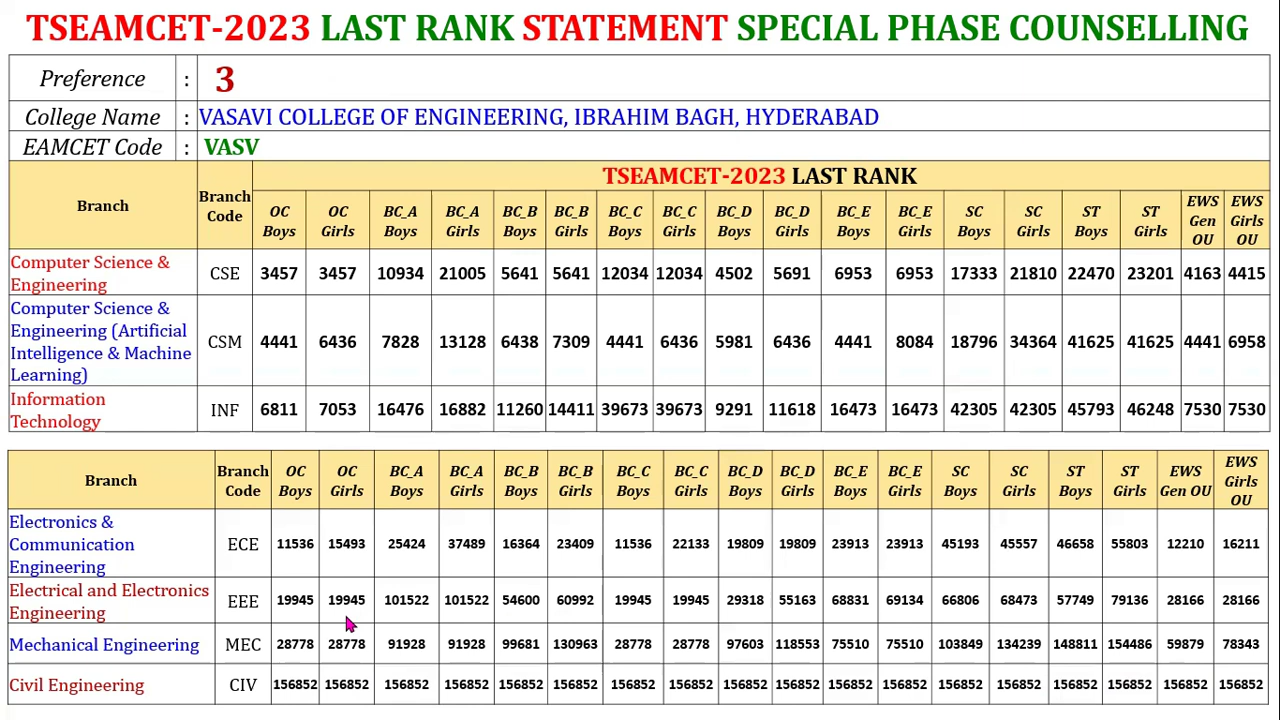 TSEAMCET-2023 LAST RANK STATEMENT SPECIAL PHASE COUNSELLING
Preference : 3
College Name : VASAVI COLLEGE OF ENGINEERING, IBRAHIM BAGH, HYDERABAD
EAMCET Code : VASV
TSEAMCET-2023 LAST RANK
Branch Branch Code OC Boys OC Girls BC_A Boys BC_A Girls BC_B Boys BC_B Girls BC_C Boys BC_C Girls BC_D Boys BC_D Girls BC_E Boys BC_E Girls SC Boys SC Girls ST Boys ST Girls EWS Gen OU EWS Girls OU
Computer Science & Engineering CSE 3457 3457 10934 21005 5641 5641 12034 12034 4502 5691 6953 6953 17333 21810 22470 23201 4163 4415
Computer Science & Engineering (Artificial Intelligence & Machine Learning) CSM 4441 6436 7828 13128 6438 7309 4441 6436 5981 6436 4441 8084 18796 34364 41625 41625 4441 6958
Information Technology INF 6811 7053 16476 16882 11260 14411 39673 39673 9291 11618 16473 16473 42305 42305 45793 46248 7530 7530
Branch Branch Code OC Boys OC Girls BC_A Boys BC_A Girls BC_B Boys BC_B Girls BC_C Boys BC_C Girls BC_D Boys BC_D Girls BC_E Boys BC_E Girls SC Boys SC Girls ST Boys ST Girls EWS Gen OU EWS Girls OU
Electronics & Communication Engineering ECE 11536 15493 25424 37489 16364 23409 11536 22133 19809 19809 23913 23913 45193 45557 46658 55803 12210 16211
Electrical and Electronics Engineering EEE 19945 19945 101522 101522 54600 60992 19945 19945 29318 55163 68831 69134 66806 68473 57749 79136 28166 28166
Mechanical Engineering MEC 28778 28778 91928 91928 99681 130963 28778 28778 97603 118553 75510 75510 103849 134239 148811 154486 59879 78343
Civil Engineering CIV 156852 156852 156852 156852 156852 156852 156852 156852 156852 156852 156852 156852 156852 156852 156852 156852 156852 156852